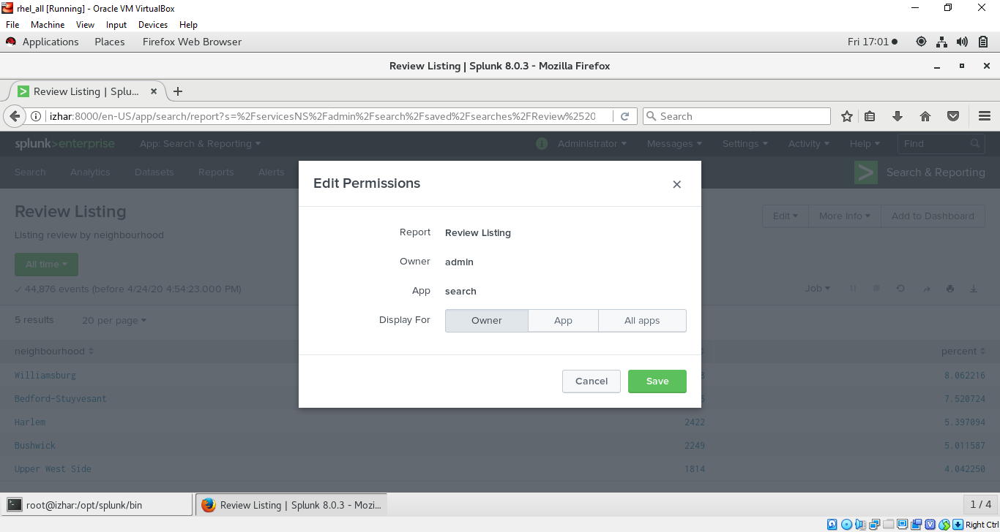 rhel_all [Running] - Oracle VM VirtualBox
File Machine View Input Devices Help
Applications Places Firefox Web Browser Fri 17:01
Review Listing | Splunk 8.0.3 - Mozilla Firefox
Review Listing | Splu...
izhar:8000/en-US/app/search/report?s=%2FservicesNS%2Fadmin%2Fsearch%2Fsaved%2Fsearches%2FReview%2520 Search
splunk>enterprise App: Search & Reporting i Administrator Messages Settings Activity Help Find
Search Analytics Datasets Reports Alerts > Search & Reporting
Edit Permissions
Review Listing
Edit More Info Add to Dashboard
Listing review by neighbourhood
Report Review Listing
Owner admin
All time
44,876 events (before 4/24/20 4:54:23.000 PM)
App search
Job
5 results 20 per page
Display For Owner App All apps
neighbourhood percent
Williamsburg 8.062216
Cancel Save
Bedford-Stuyvesant 7.520724
Harlem 2422 5.397094
Bushwick 2249 5.011587
Upper West Side 1814 4.042250
root@izhar:/opt/splunk/bin Review Listing | Splunk 8.0.3 - Mozi... 1 / 4
Right Ctrl